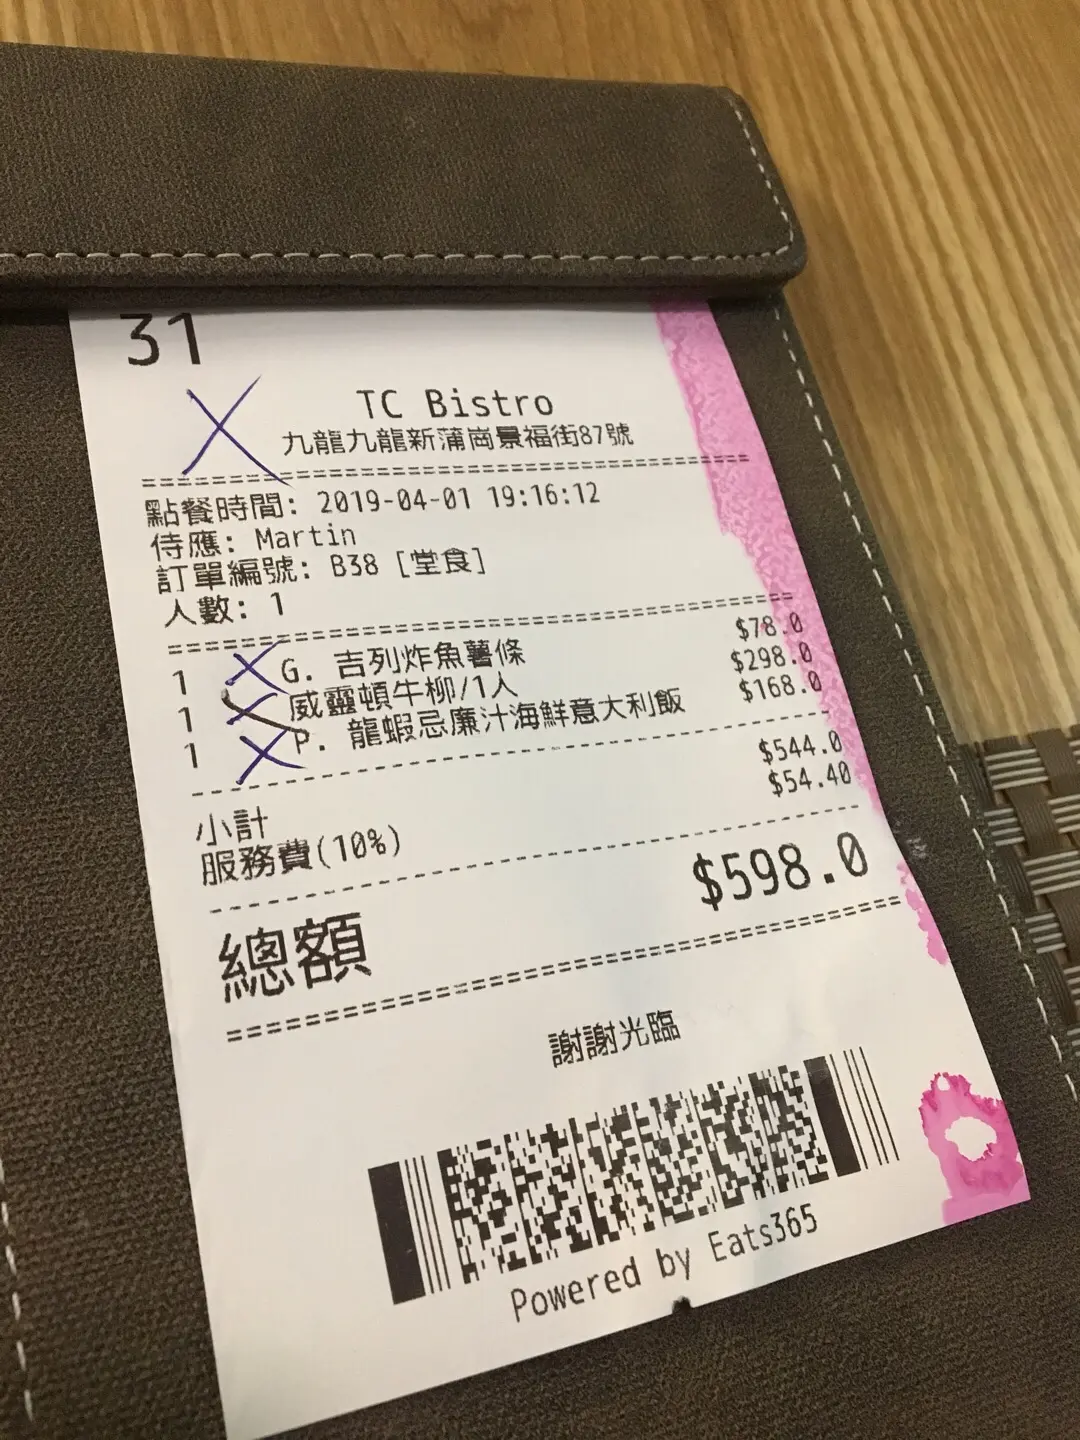 31
TC Bistro
九龍九龍新蒲崗景福街87號
點餐時間: 2019-04-01 19:16:12
侍應: Martin
訂單編號: B38 [堂食]
人數: 1
1 G. 吉列炸魚薯條 $78.0
1 威靈頓牛柳/1人 $298.0
1 P. 龍蝦忌廉汁海鮮意大利飯 $168.0
小計 $544.0
服務費(10%) $54.40
總額 $598.0
謝謝光臨
Powered by Eats365